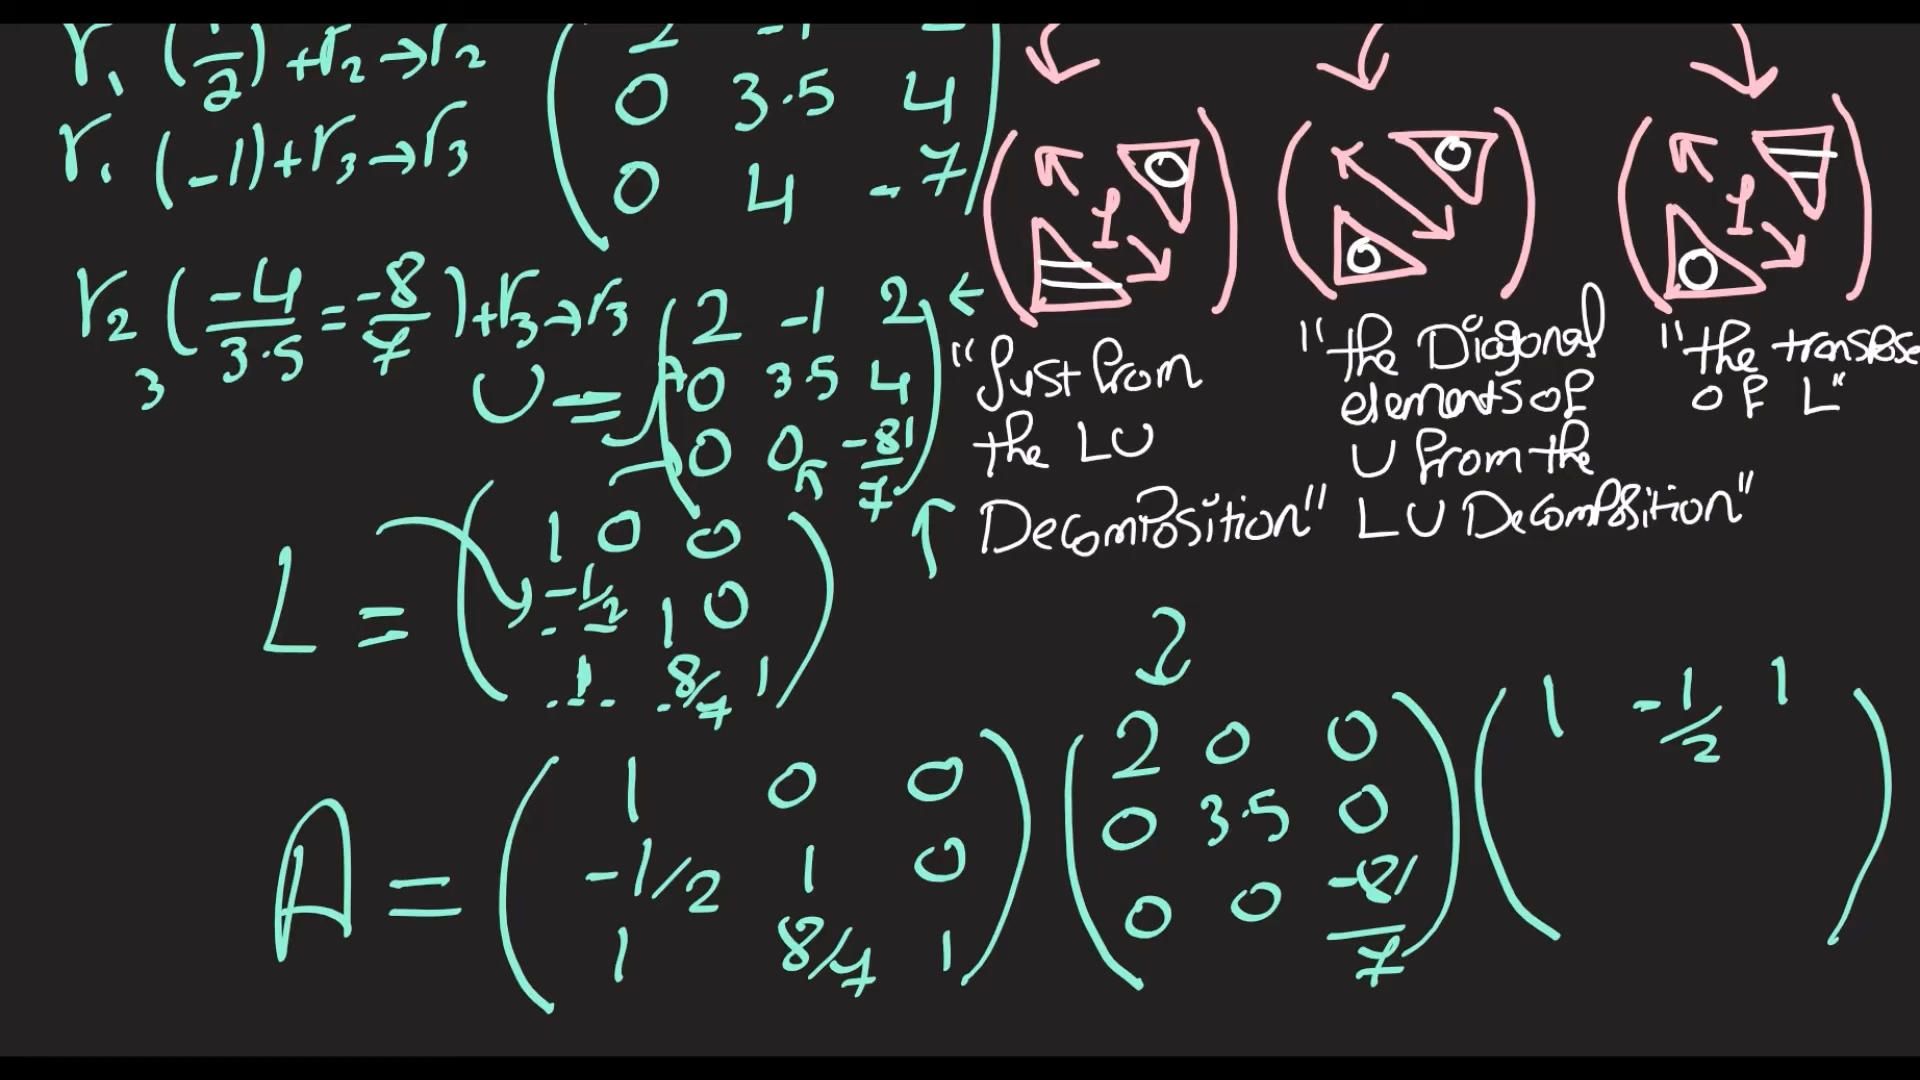 r₁ (1/2) + r₂ → r₂
r₁ (-1) + r₃ → r₃
2 -1
0 3.5 4
0 4 -7
r₂ (-4/3.5 = -8/7) + r₃ → r₃
3
U =
2 -1 2
0 3.5 4
0 0 -81/7
L =
1 0 0
-1/2 1 0
1 8/7 1
I
I
"Just from
the LU
Decomposition"
"the Diagonal
elements of
U from the
LU Decomposition"
"the transpose
of L"
A =
1 0 0
-1/2 1 0
1 8/7 1
2 0 0
0 3.5 0
0 0 -81/7
1 -1/2 1